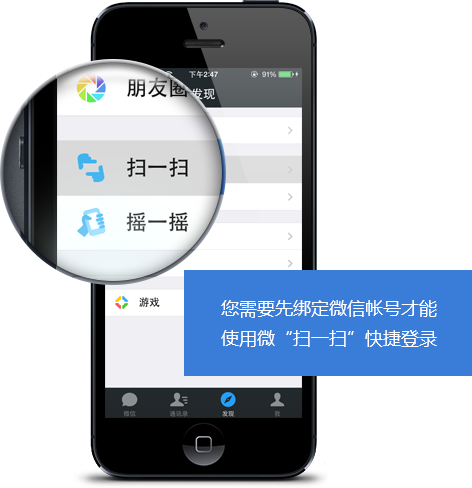 下午2:47
91%
发现
朋友圈
扫一扫
摇一摇
游戏
您需要先绑定微信帐号才能
使用微“扫一扫”快捷登录
微信
通讯录
发现
我